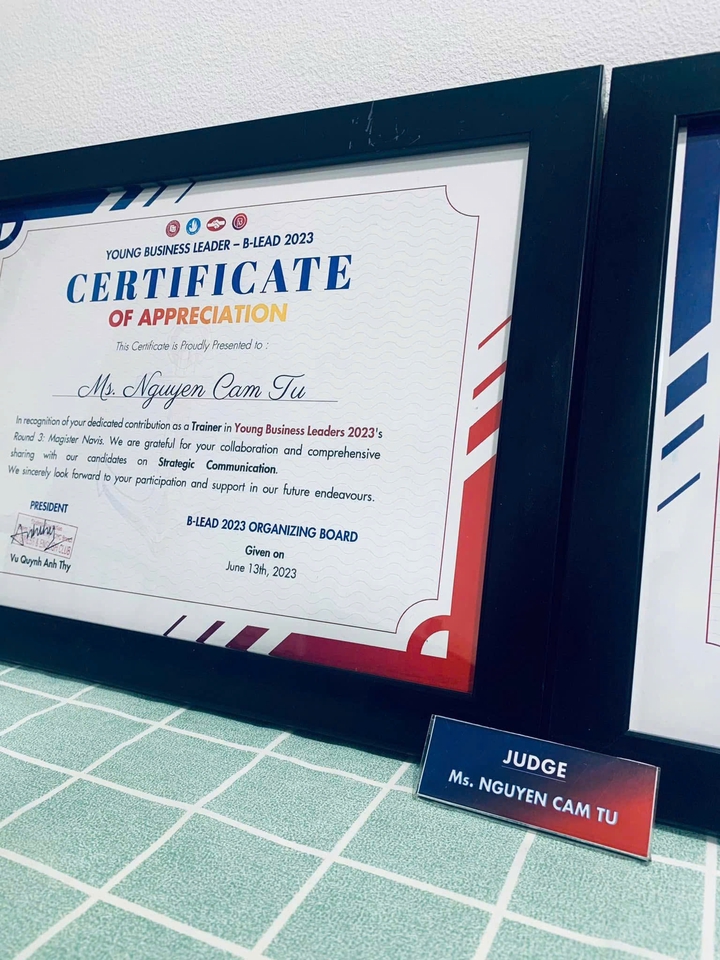 YOUNG BUSINESS LEADER – B-LEAD 2023
CERTIFICATE
OF APPRECIATION
This Certificate is Proudly Presented to :
Ms. Nguyen Cam Tu
In recognition of your dedicated contribution as a Trainer in Young Business Leaders 2023's
Round 3: Magister Navis. We are grateful for your collaboration and comprehensive
sharing with our candidates on Strategic Communication.
We sincerely look forward to your participation and support in our future endeavours.
PRESIDENT
Vu Quynh Anh Thy
B-LEAD 2023 ORGANIZING BOARD
Given on
June 13th, 2023
JUDGE
Ms. NGUYEN CAM TU